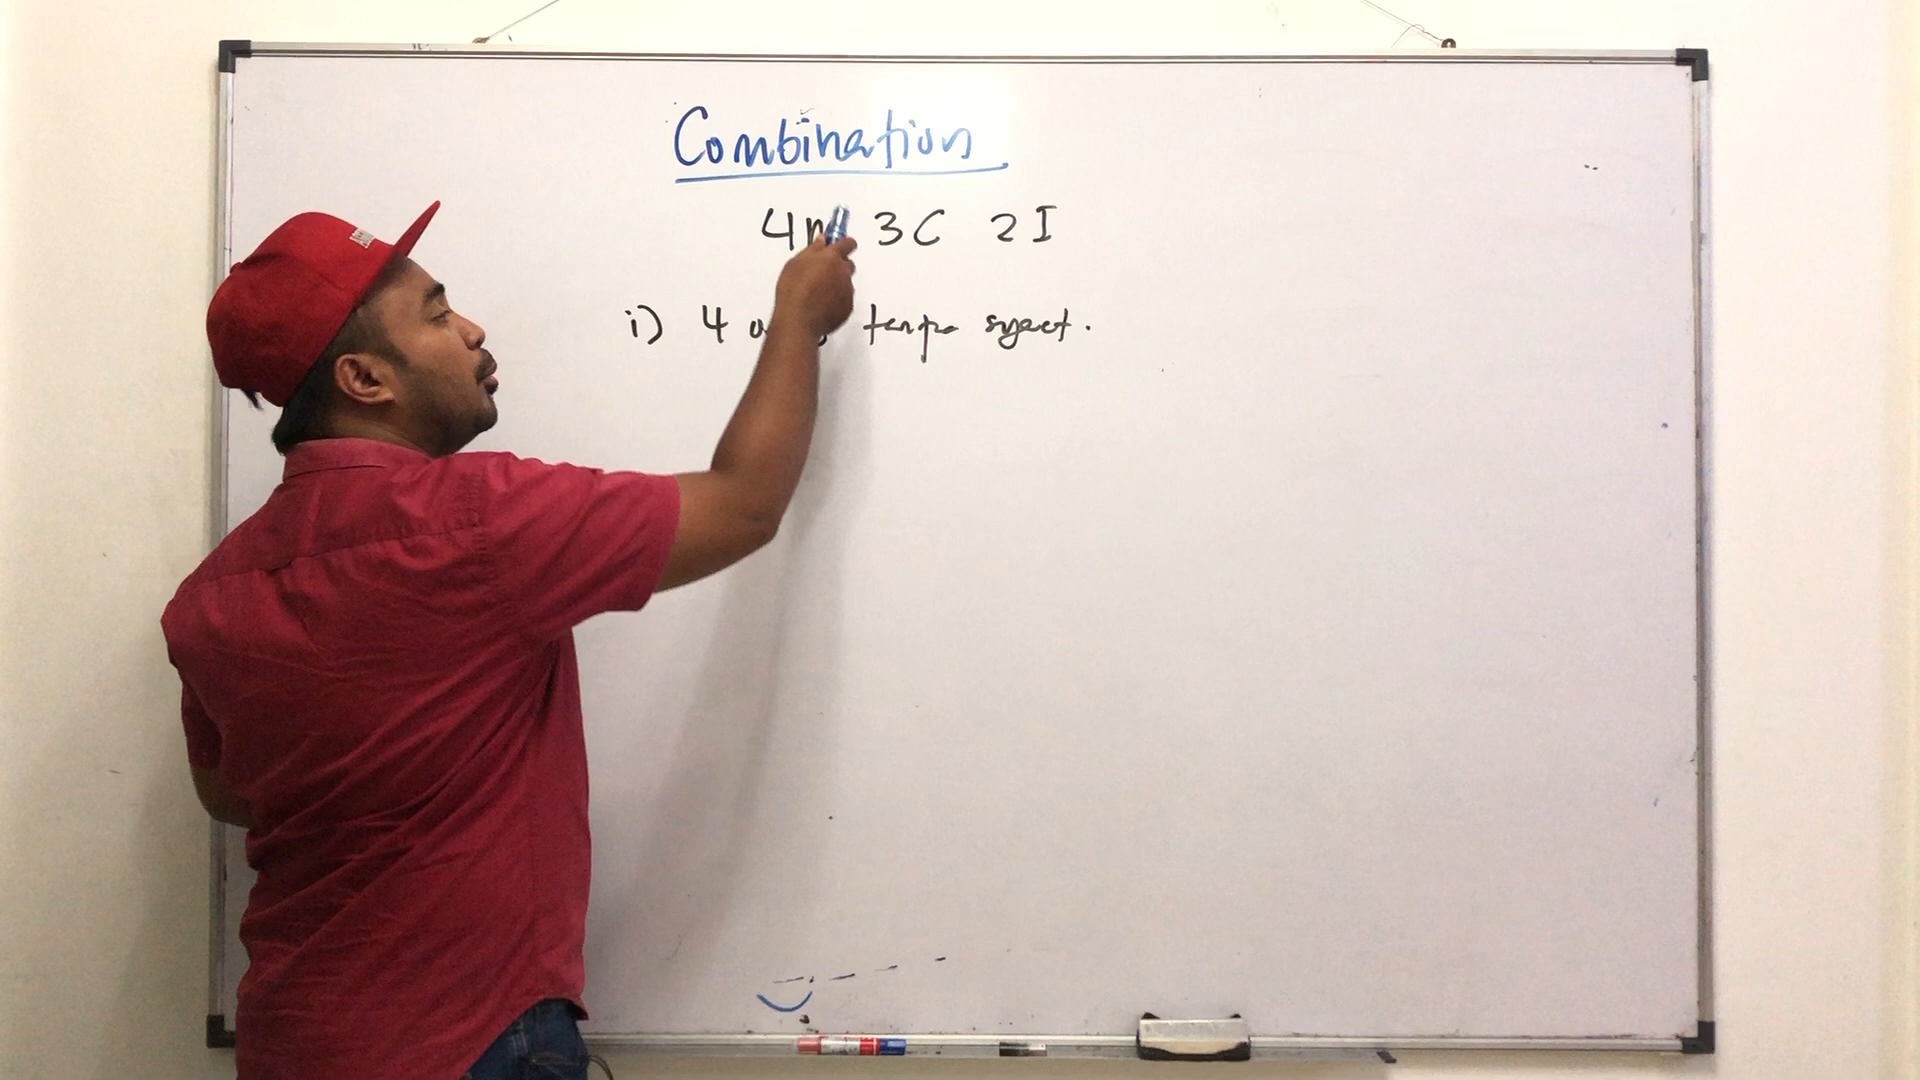 Combination
4 3C 2I
i) 4 tanpa syarat.